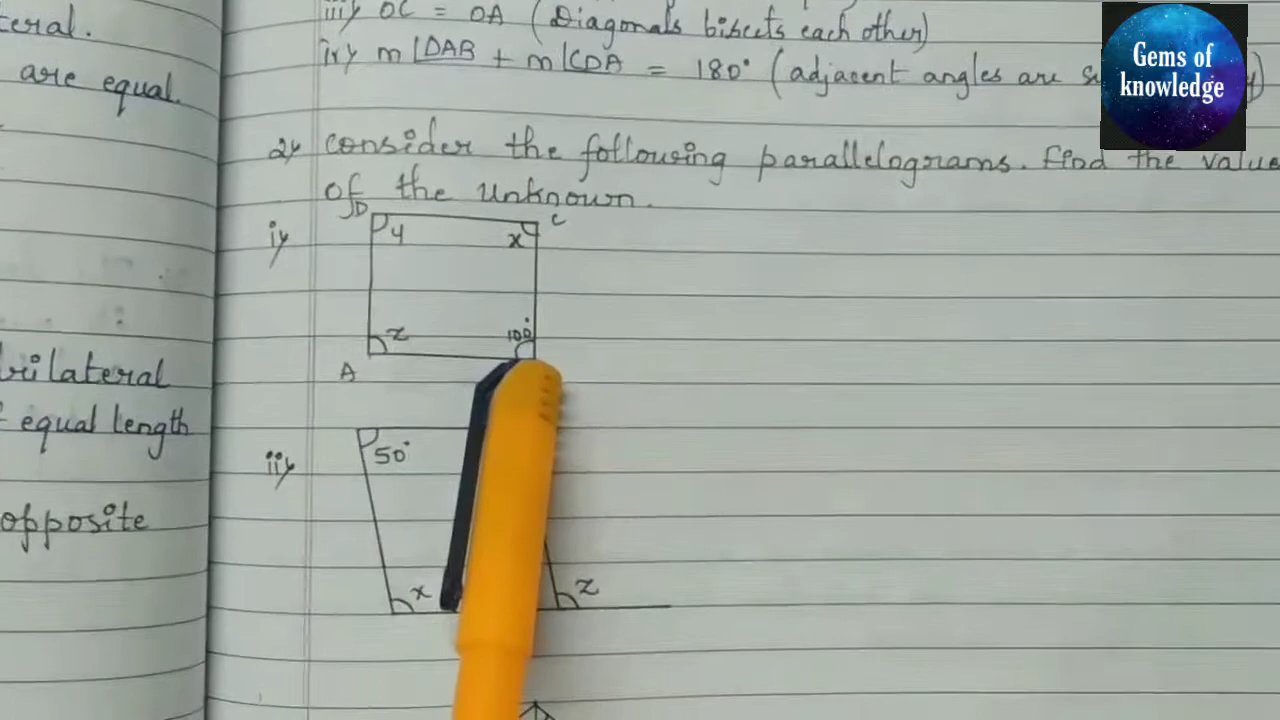 teral.
are equal.
rilateral
equal length
opposite
iii) OC = OA (Diagonals bisects each other)
iv) m∠DAB + m∠CDA = 180° (adjacent angles are
Gems of
knowledge
2) Consider the following parallelograms. Find the value
of the unknown.
i)
D
C
y
x
z
100°
A
ii)
50°
x
z